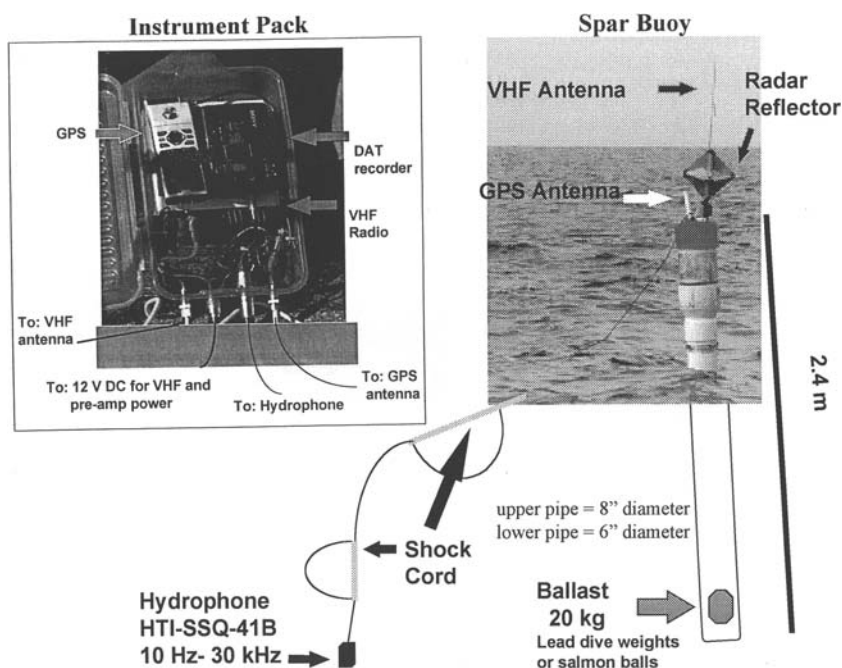 Instrument Pack
GPS
DAT
recorder
VHF
Radio
To: VHF
antenna
To: 12 V DC for VHF and
pre-amp power
To: Hydrophone
To: GPS
antenna
Spar Buoy
VHF Antenna
Radar
Reflector
GPS Antenna
2.4 m
upper pipe = 8” diameter
lower pipe = 6” diameter
Shock
Cord
Hydrophone
HTI-SSQ-41B
10 Hz- 30 kHz
Ballast
20 kg
Lead dive weights
or salmon balls